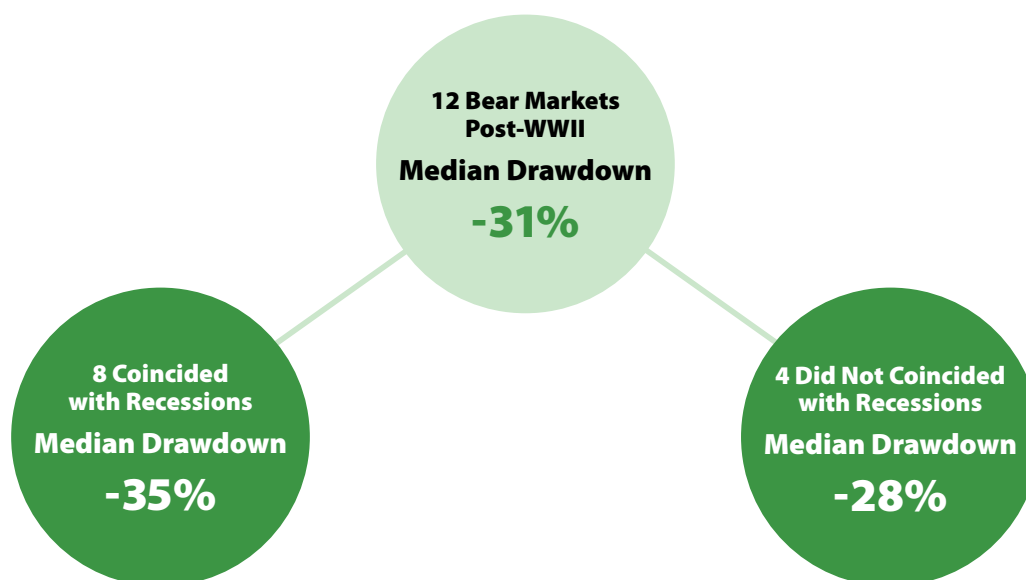 12 Bear Markets
Post-WWII
Median Drawdown
-31%
8 Coincided
with Recessions
Median Drawdown
-35%
4 Did Not Coincided
with Recessions
Median Drawdown
-28%